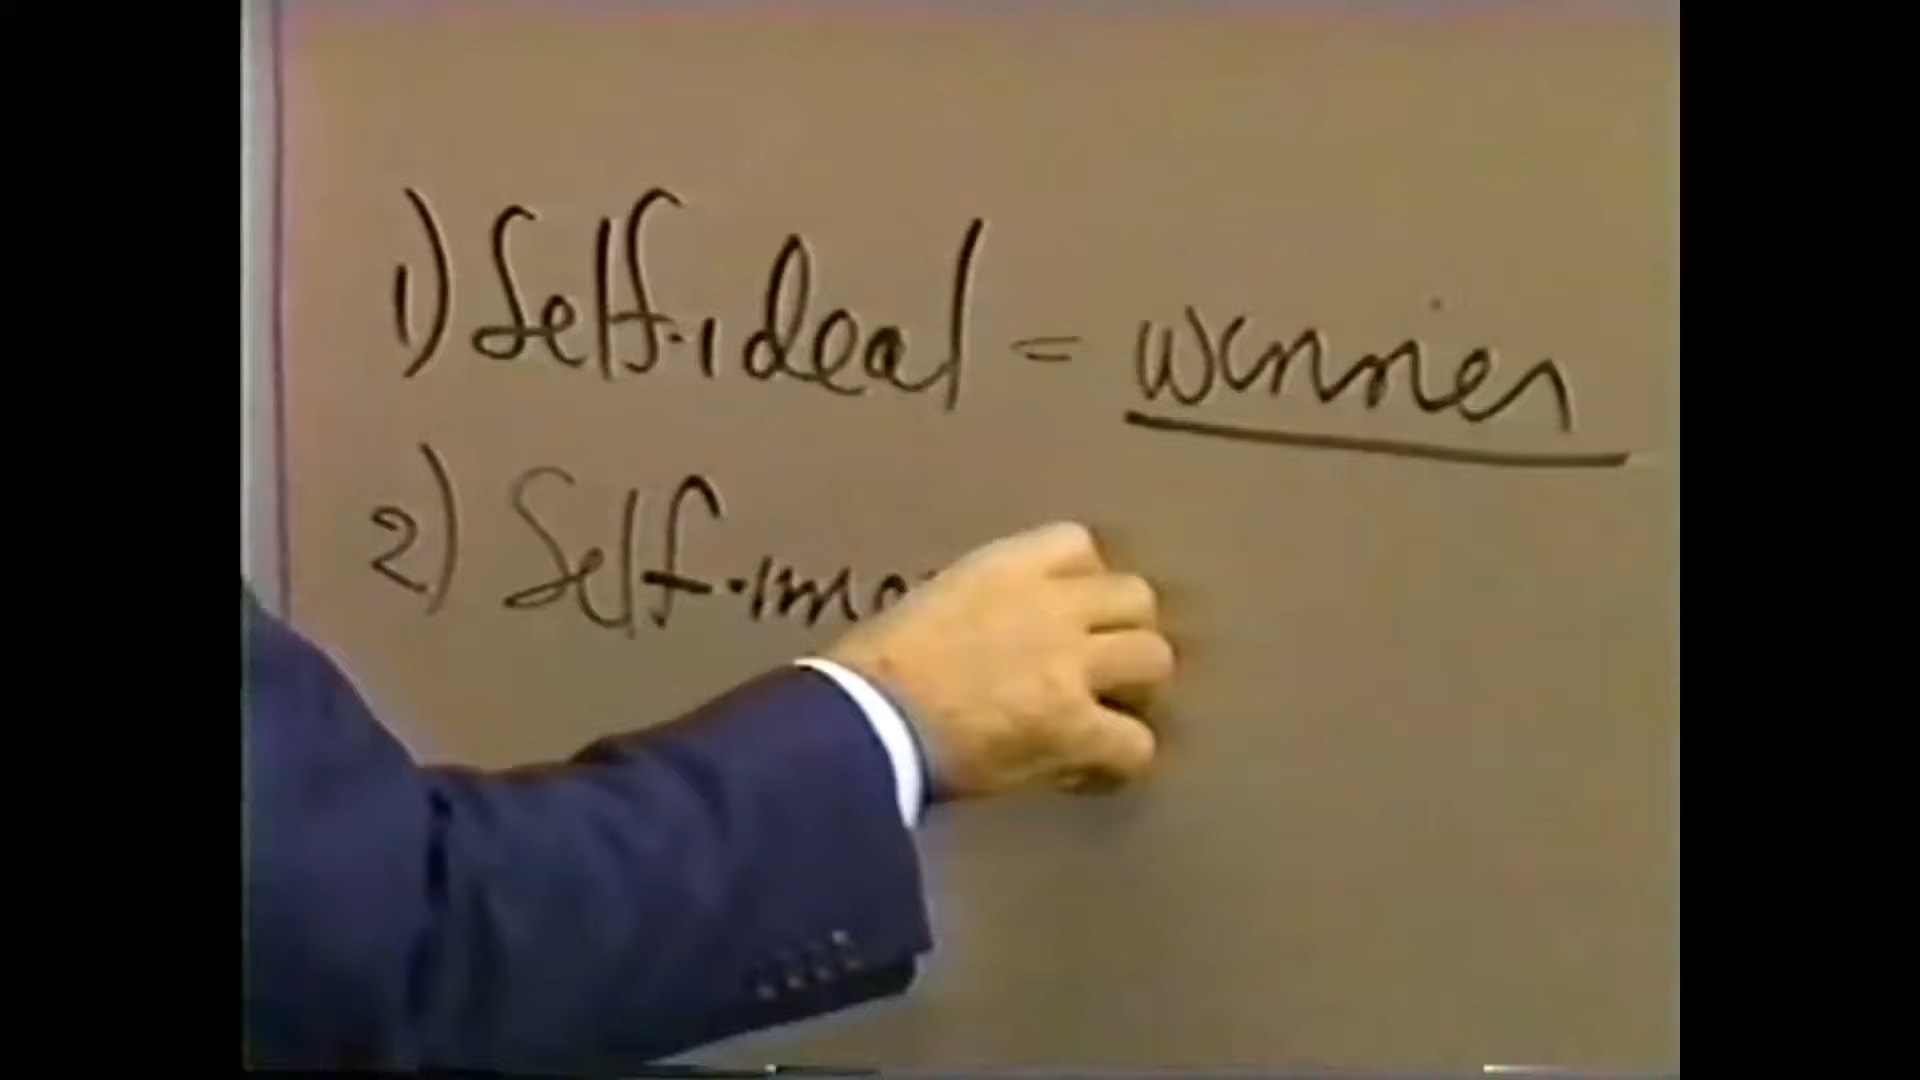 1) Self-ideal = winner
2) Self-